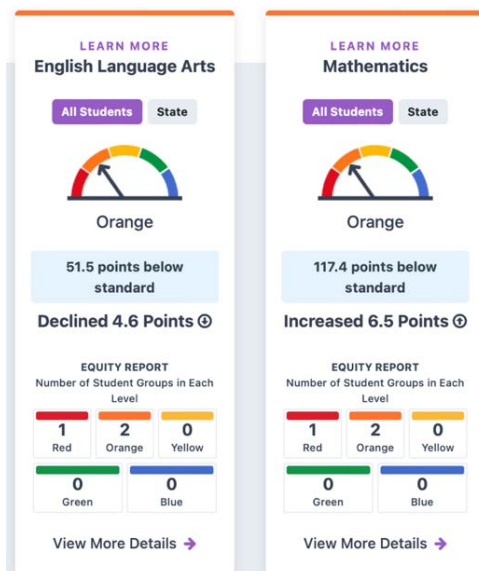 LEARN MORE
English Language Arts
All Students State
Orange
51.5 points below
standard
Declined 4.6 Points
EQUITY REPORT
Number of Student Groups in Each
Level
1 2 0
Red Orange Yellow
0 0
Green Blue
View More Details
LEARN MORE
Mathematics
All Students State
Orange
117.4 points below
standard
Increased 6.5 Points
EQUITY REPORT
Number of Student Groups in Each
Level
1 2 0
Red Orange Yellow
0 0
Green Blue
View More Details